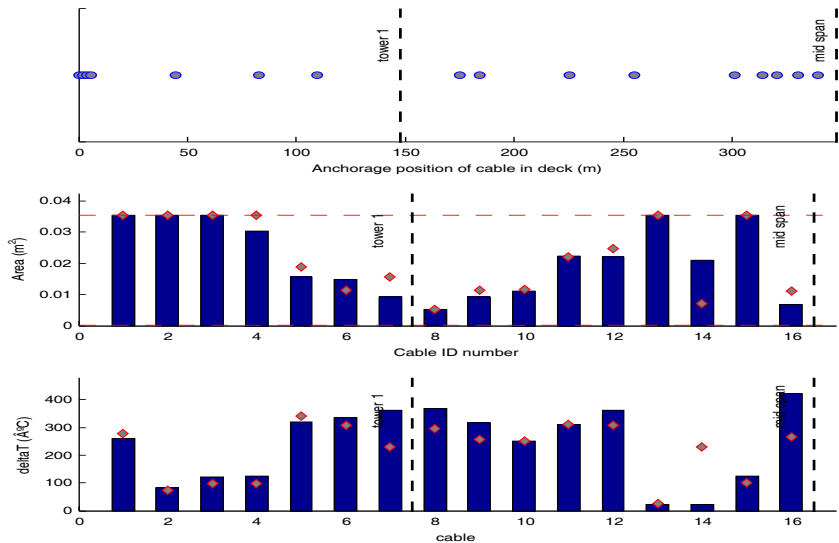 tower 1
mid span
0 50 100 150 200 250 300
Anchorage position of cable in deck (m)
0.04
0.03
0.02
0.01
0
Area (m²)
tower 1
mid span
0 2 4 6 8 10 12 14 16
Cable ID number
400
300
200
100
0
deltaT (ÂºC)
tower 1
mid span
0 2 4 6 8 10 12 14 16
cable